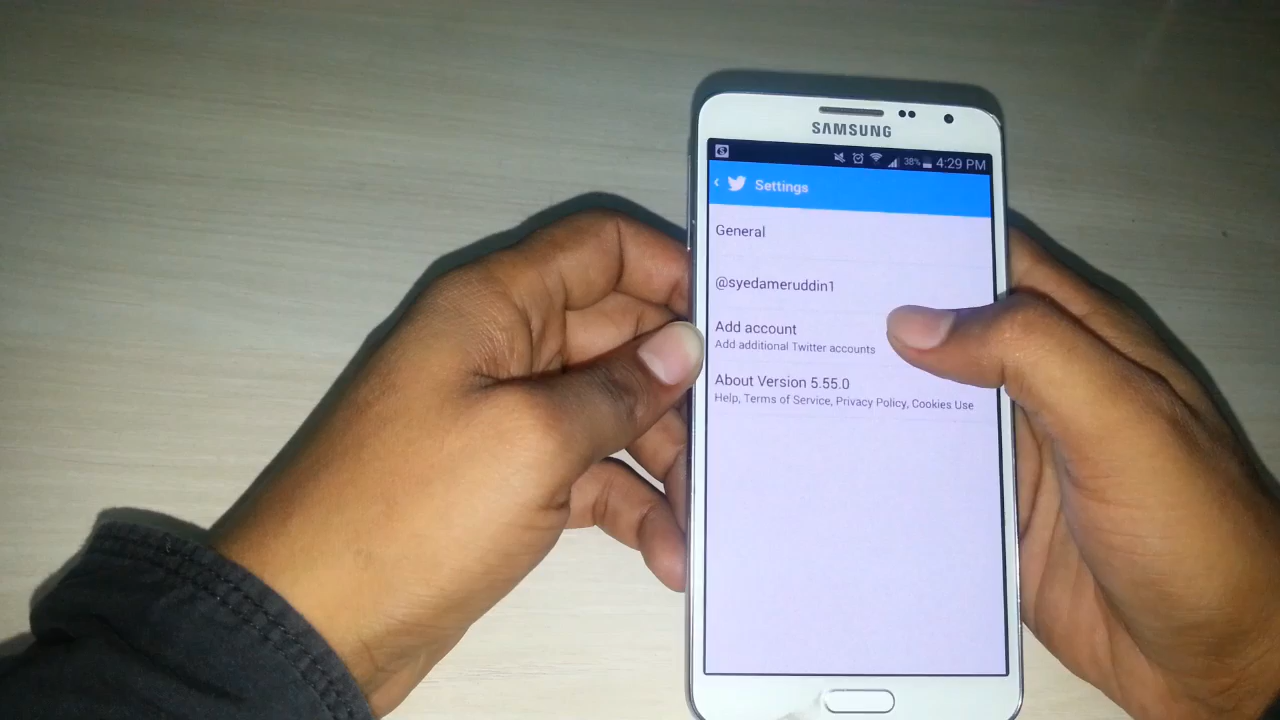 SAMSUNG
38% 4:29 PM
Settings
General
@syedameruddin1
Add account
Add additional Twitter accounts
About Version 5.55.0
Help, Terms of Service, Privacy Policy, Cookies Use